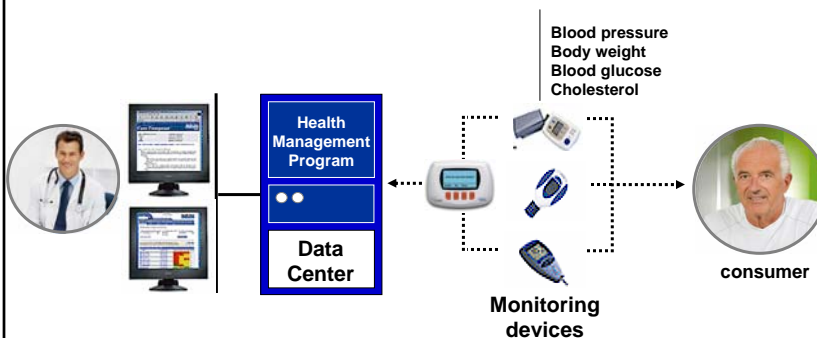 Blood pressure
Body weight
Blood glucose
Cholesterol
Health
Management
Program
Data
Center
Monitoring
devices
consumer